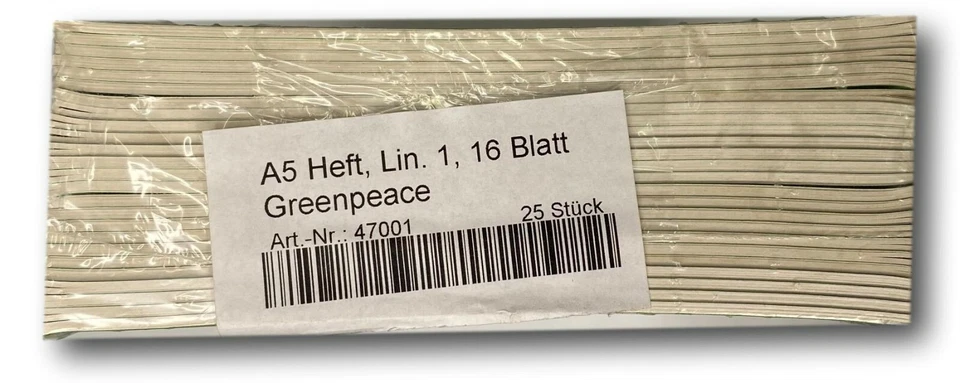 A5 Heft, Lin. 1, 16 Blatt
Greenpeace
Art.-Nr.: 47001 25 Stück